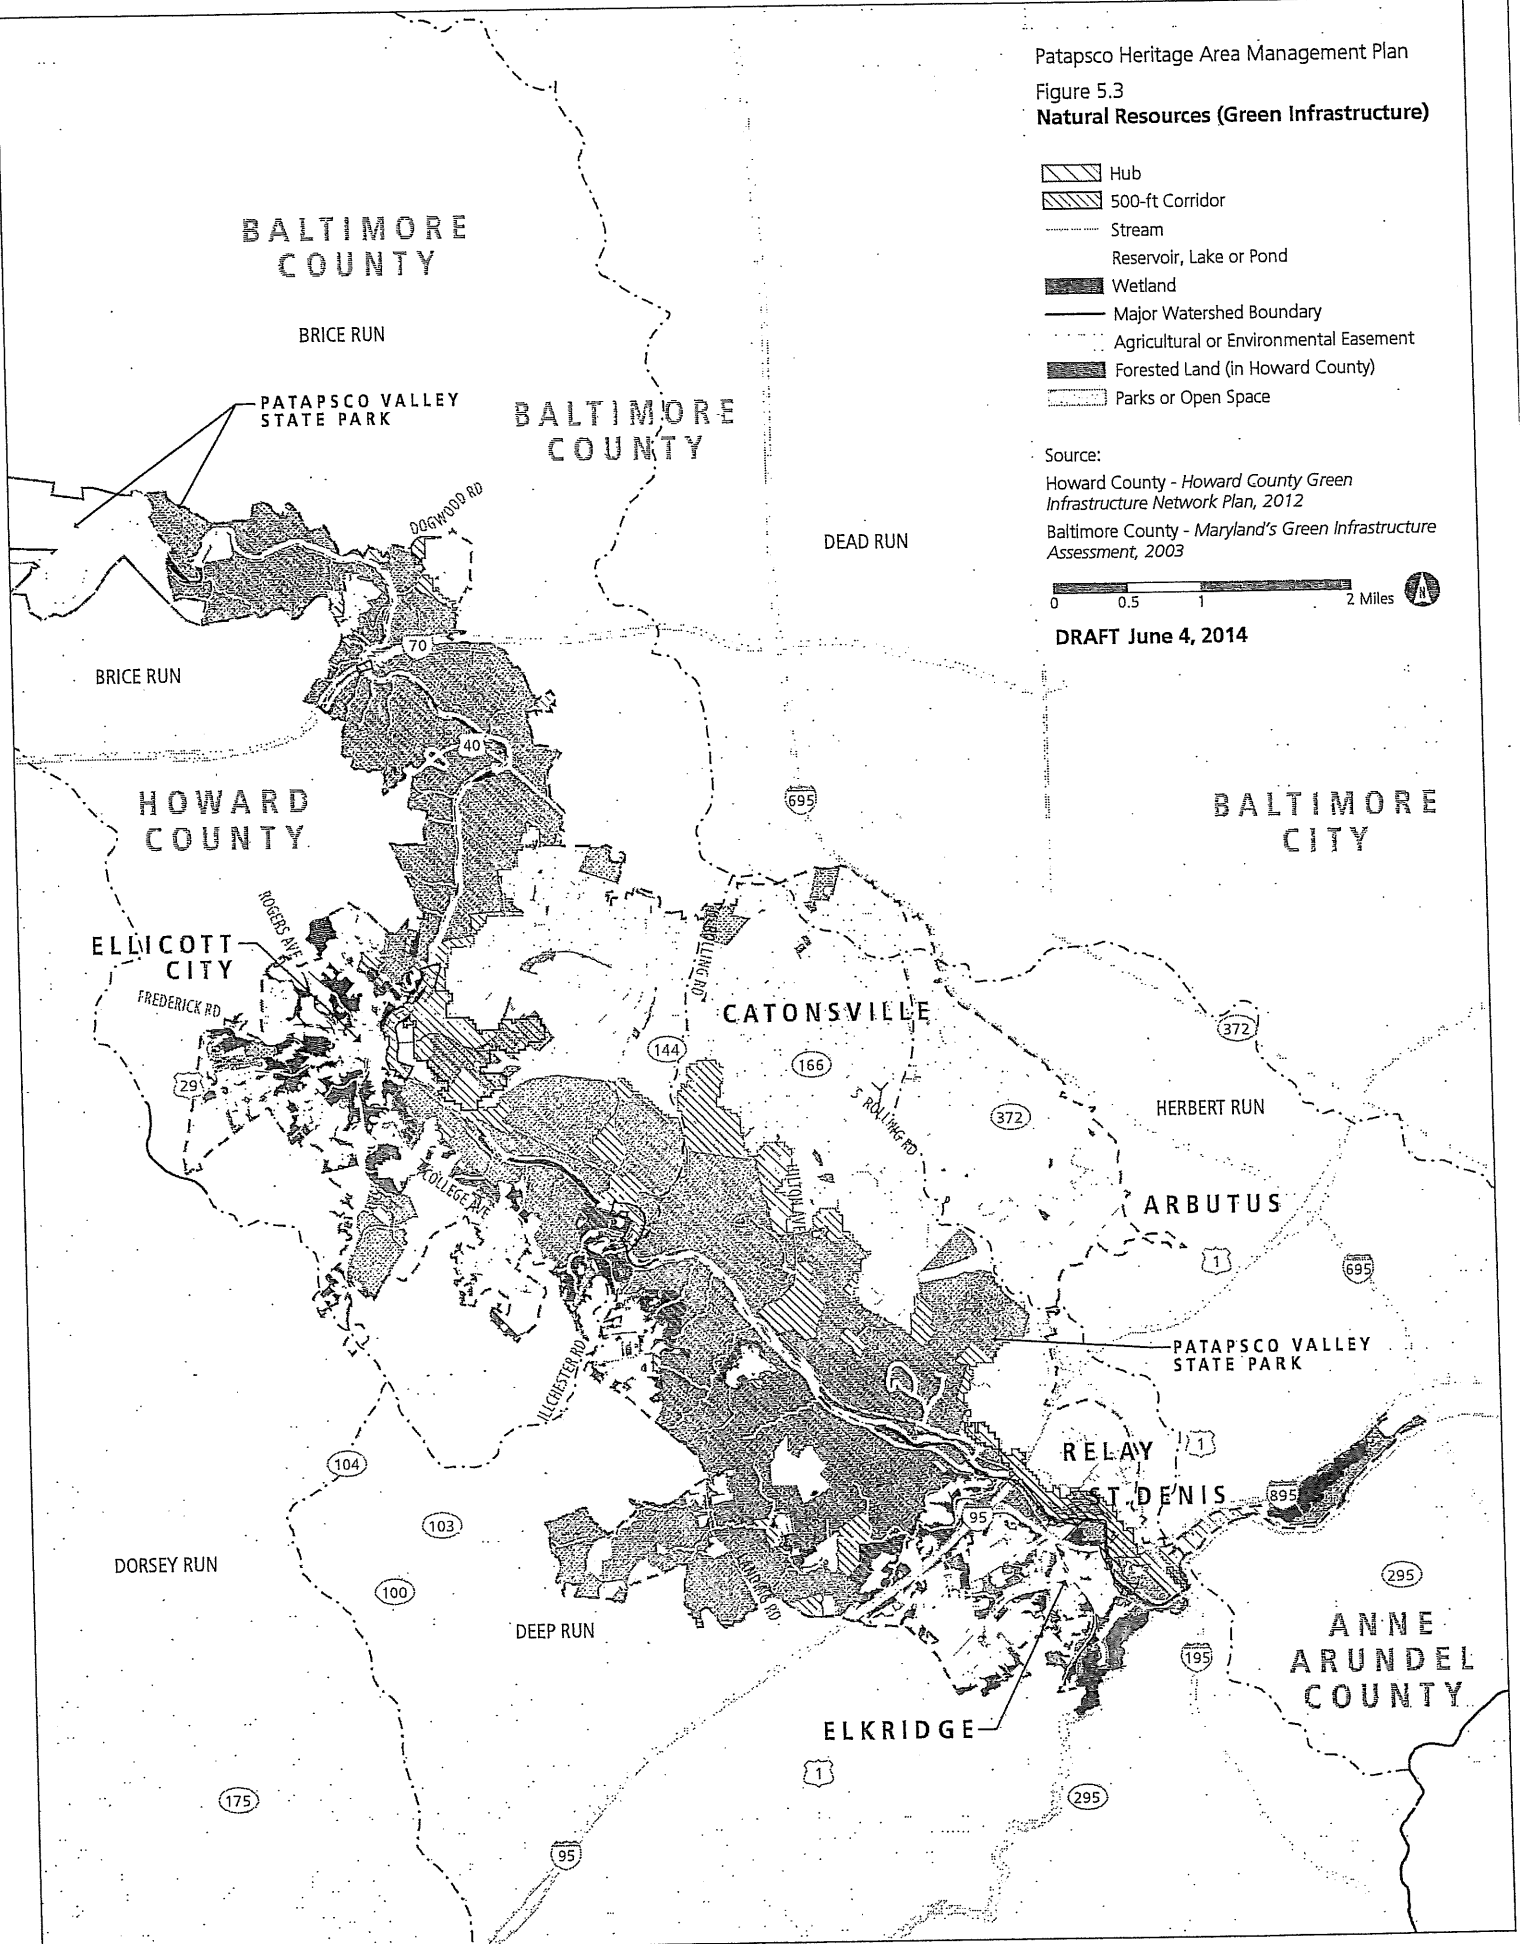 Patapsco Heritage Area Management Plan
Figure 5.3
Natural Resources (Green Infrastructure)
Hub
500-ft Corridor
Stream
Reservoir, Lake or Pond
Wetland
Major Watershed Boundary
Agricultural or Environmental Easement
Forested Land (in Howard County)
Parks or Open Space
Source:
Howard County - Howard County Green
Infrastructure Network Plan, 2012
Baltimore County - Maryland's Green Infrastructure
Assessment, 2003
0 0.5 1 2 Miles
N
DRAFT June 4, 2014
BALTIMORE
COUNTY
BRICE RUN
PATAPSCO VALLEY
STATE PARK
BALTIMORE
COUNTY
DOGWOOD RD
DEAD RUN
70
BRICE RUN
40
HOWARD
COUNTY
695
BALTIMORE
CITY
ROGERS AVE
ELLICOTT
CITY
FREDERICK RD
ROLLING RD
CATONSVILLE
372
144
166
29
S ROLLING RD
372
HERBERT RUN
COLLEGE AVE
HILTON AVE
ARBUTUS
1
695
PATAPSCO VALLEY
STATE PARK
ILCHESTER RD
RELAY
1
104
ST. DENIS
895
103
95
DORSEY RUN
100
295
LANDING RD
DEEP RUN
ANNE
ARUNDEL
COUNTY
195
ELKRIDGE
1
175
295
95